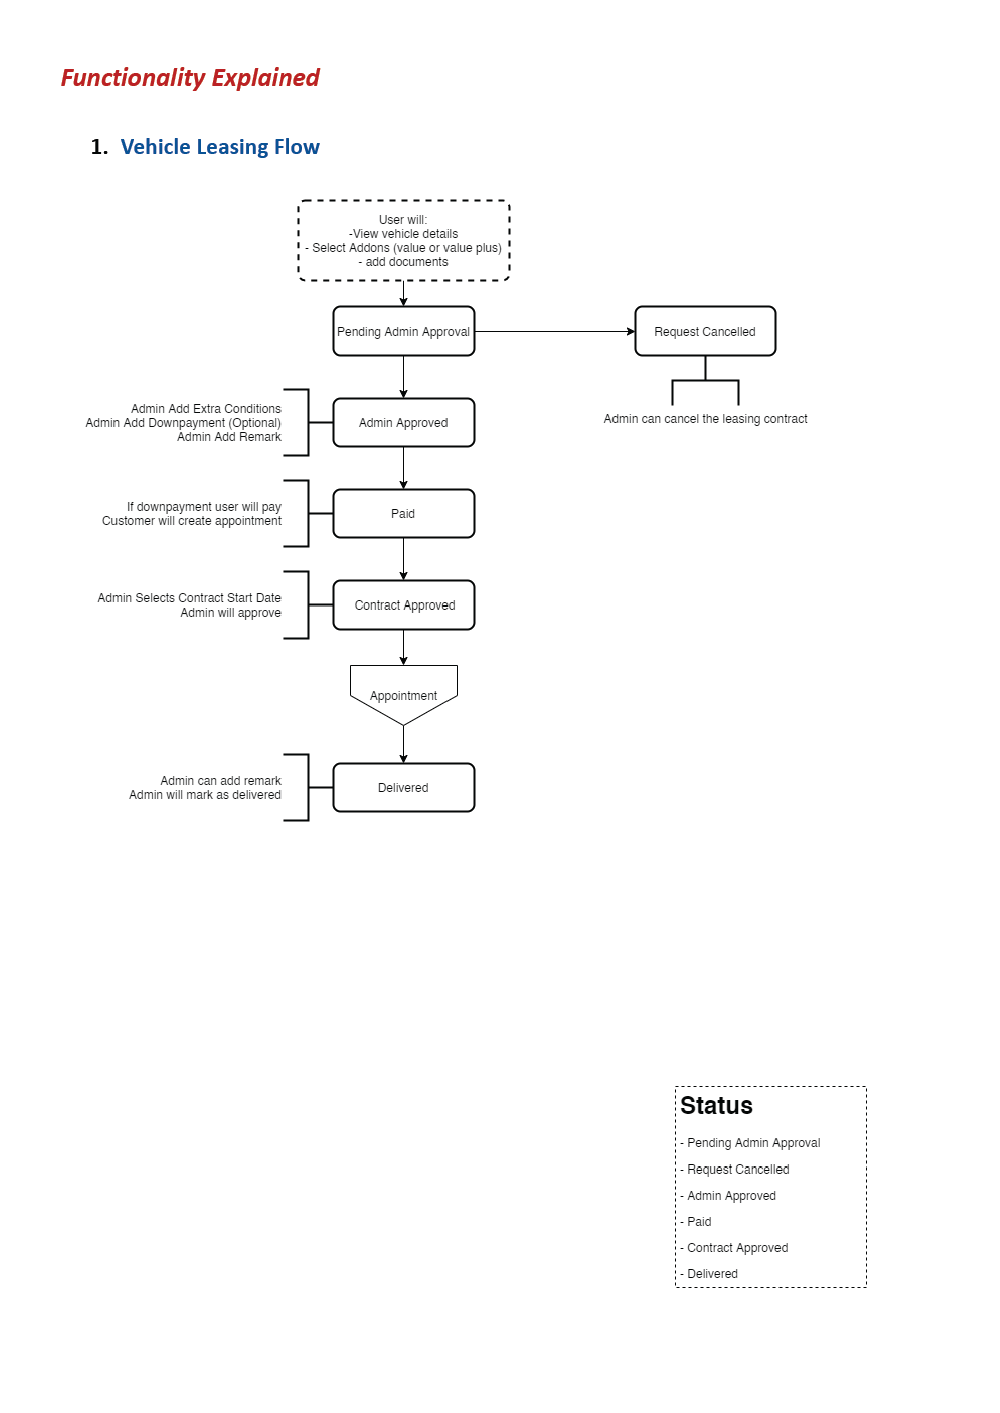 Functionality Explained
1. Vehicle Leasing Flow
User will:
-View vehicle details
- Select Addons (value or value plus)
- add documents
Pending Admin Approval
Request Cancelled
Admin can cancel the leasing contract
Admin Add Extra Conditions
Admin Add Downpayment (Optional)
Admin Add Remark
Admin Approved
If downpayment user will pay
Customer will create appointment
Paid
Admin Selects Contract Start Date
Admin will approve
Contract Approved
Appointment
Admin can add remark
Admin will mark as delivered
Delivered
Status
- Pending Admin Approval
- Request Cancelled
- Admin Approved
- Paid
- Contract Approved
- Delivered